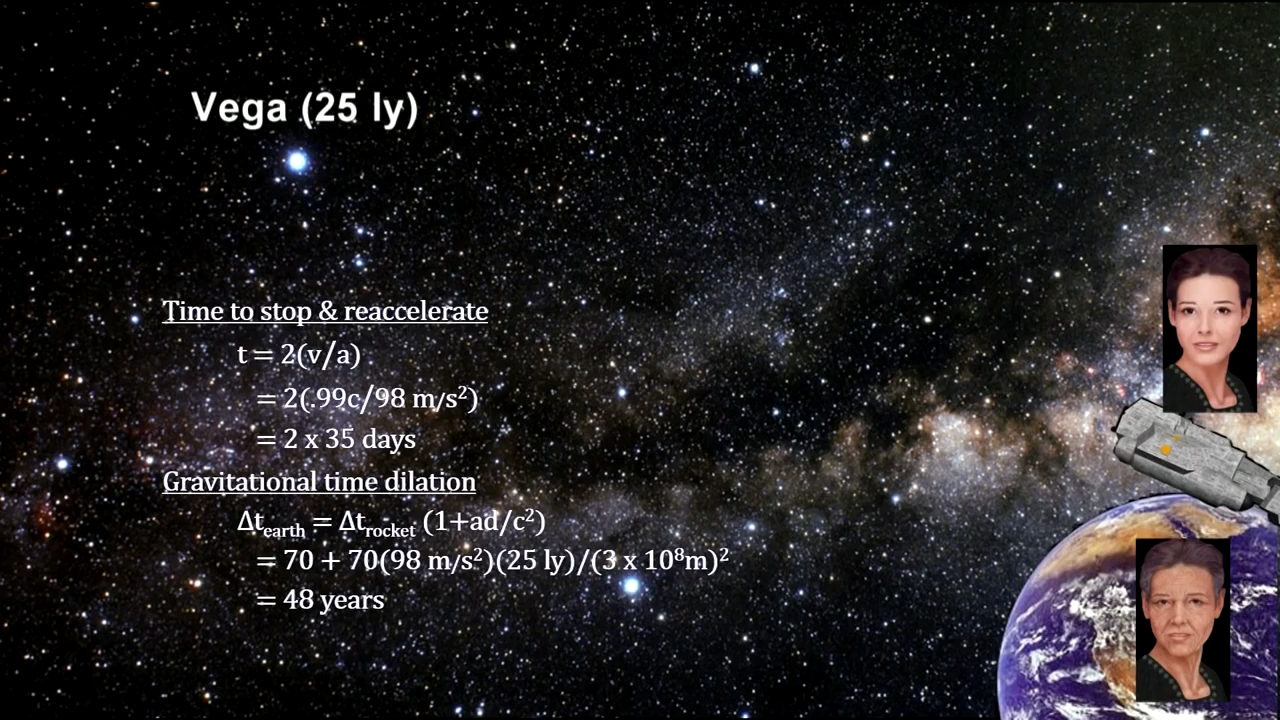 Vega (25 ly)
Time to stop & reaccelerate
t = 2(v/a)
= 2(.99c/98 m/s²)
= 2 x 35 days
Gravitational time dilation
Δtearth = Δtrocket (1+ad/c²)
= 70 + 70(98 m/s²)(25 ly)/(3 x 10⁸m)²
= 48 years